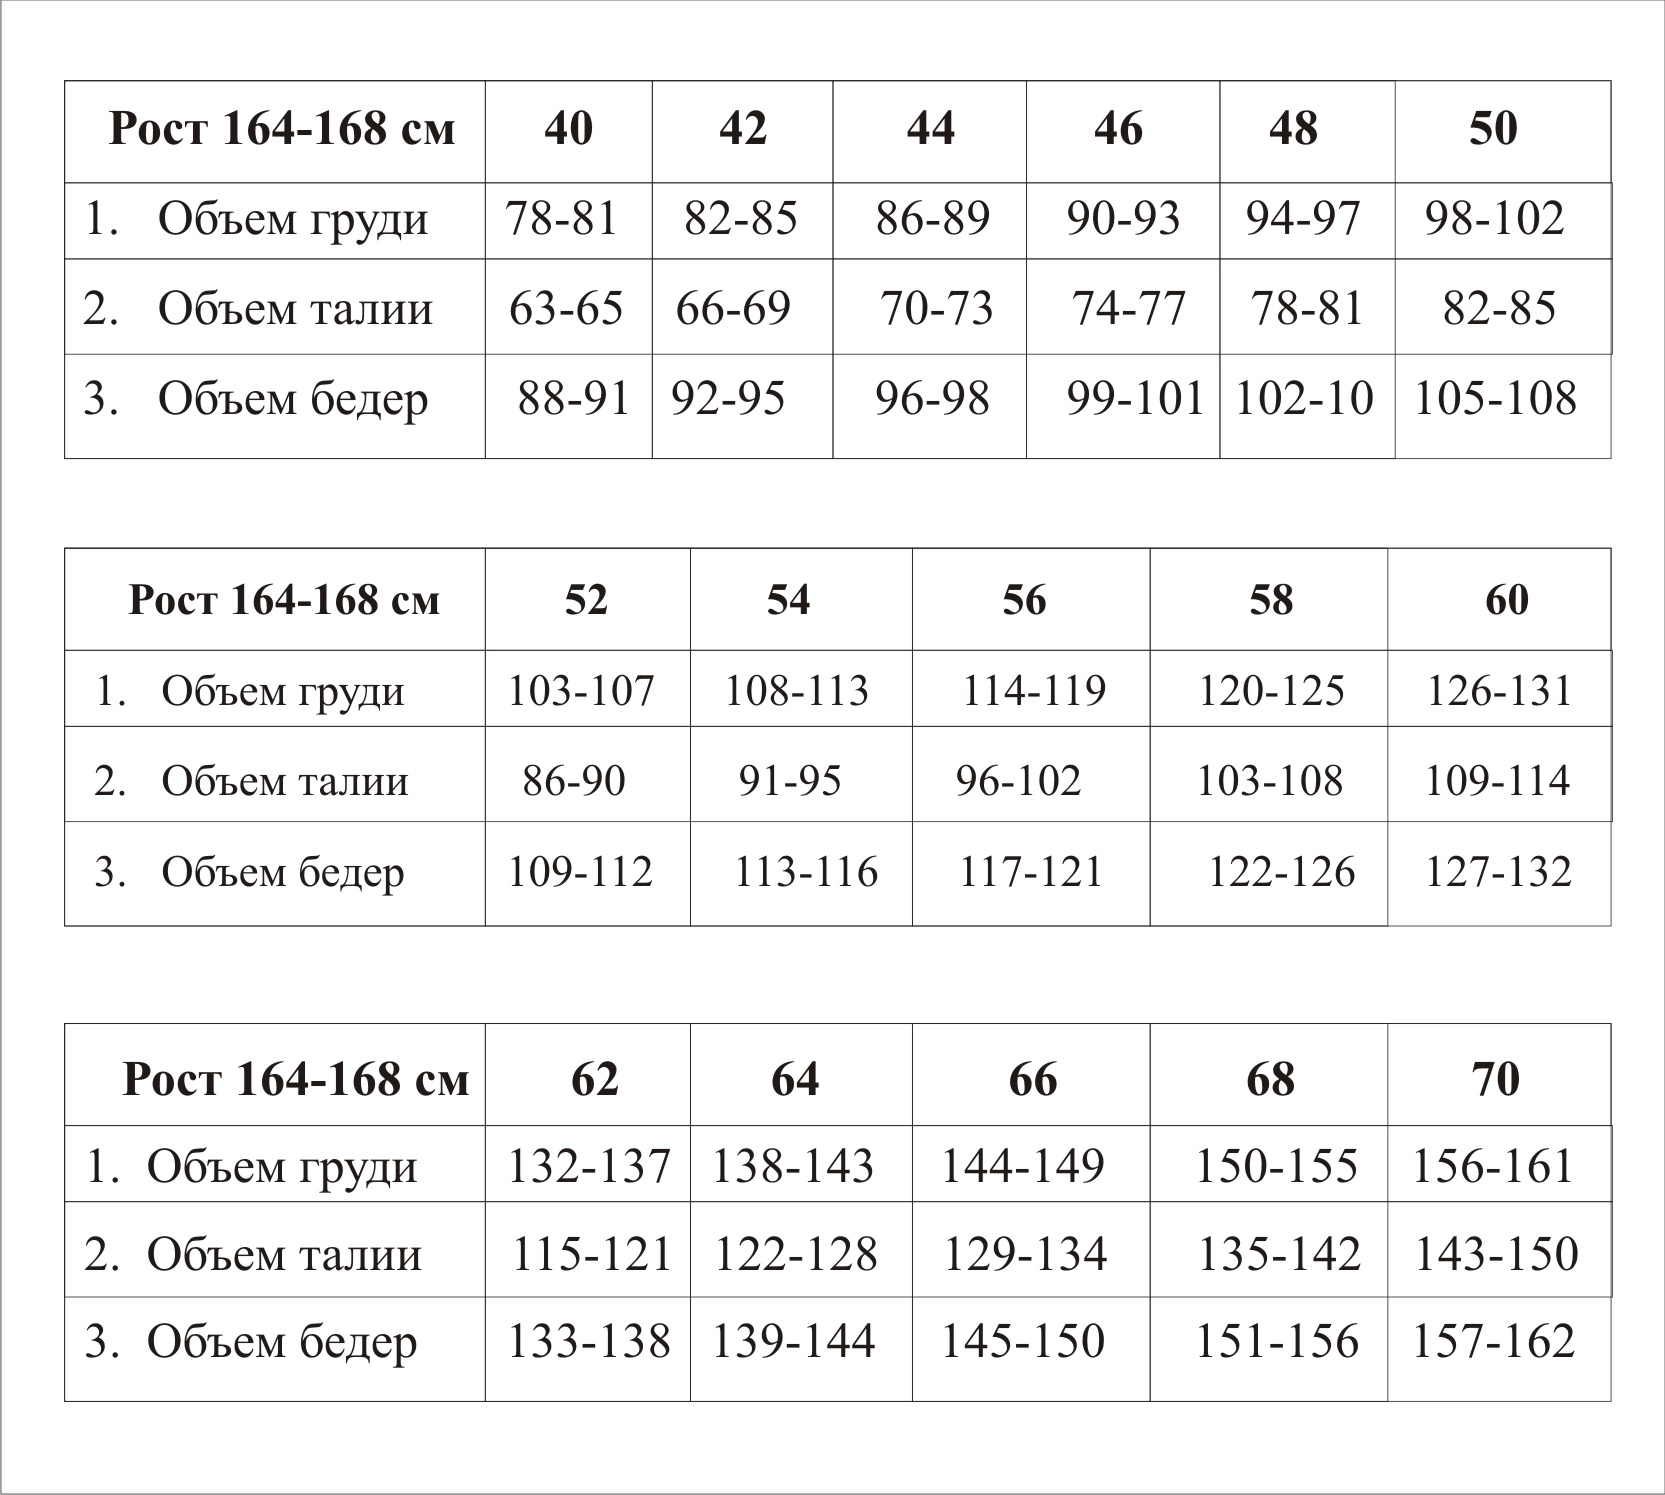 Рост 164-168 см 40 42 44 46 48 50
1. Объем груди 78-81 82-85 86-89 90-93 94-97 98-102
2. Объем талии 63-65 66-69 70-73 74-77 78-81 82-85
3. Объем бедер 88-91 92-95 96-98 99-101 102-10 105-108
Рост 164-168 см 52 54 56 58 60
1. Объем груди 103-107 108-113 114-119 120-125 126-131
2. Объем талии 86-90 91-95 96-102 103-108 109-114
3. Объем бедер 109-112 113-116 117-121 122-126 127-132
Рост 164-168 см 62 64 66 68 70
1. Объем груди 132-137 138-143 144-149 150-155 156-161
2. Объем талии 115-121 122-128 129-134 135-142 143-150
3. Объем бедер 133-138 139-144 145-150 151-156 157-162